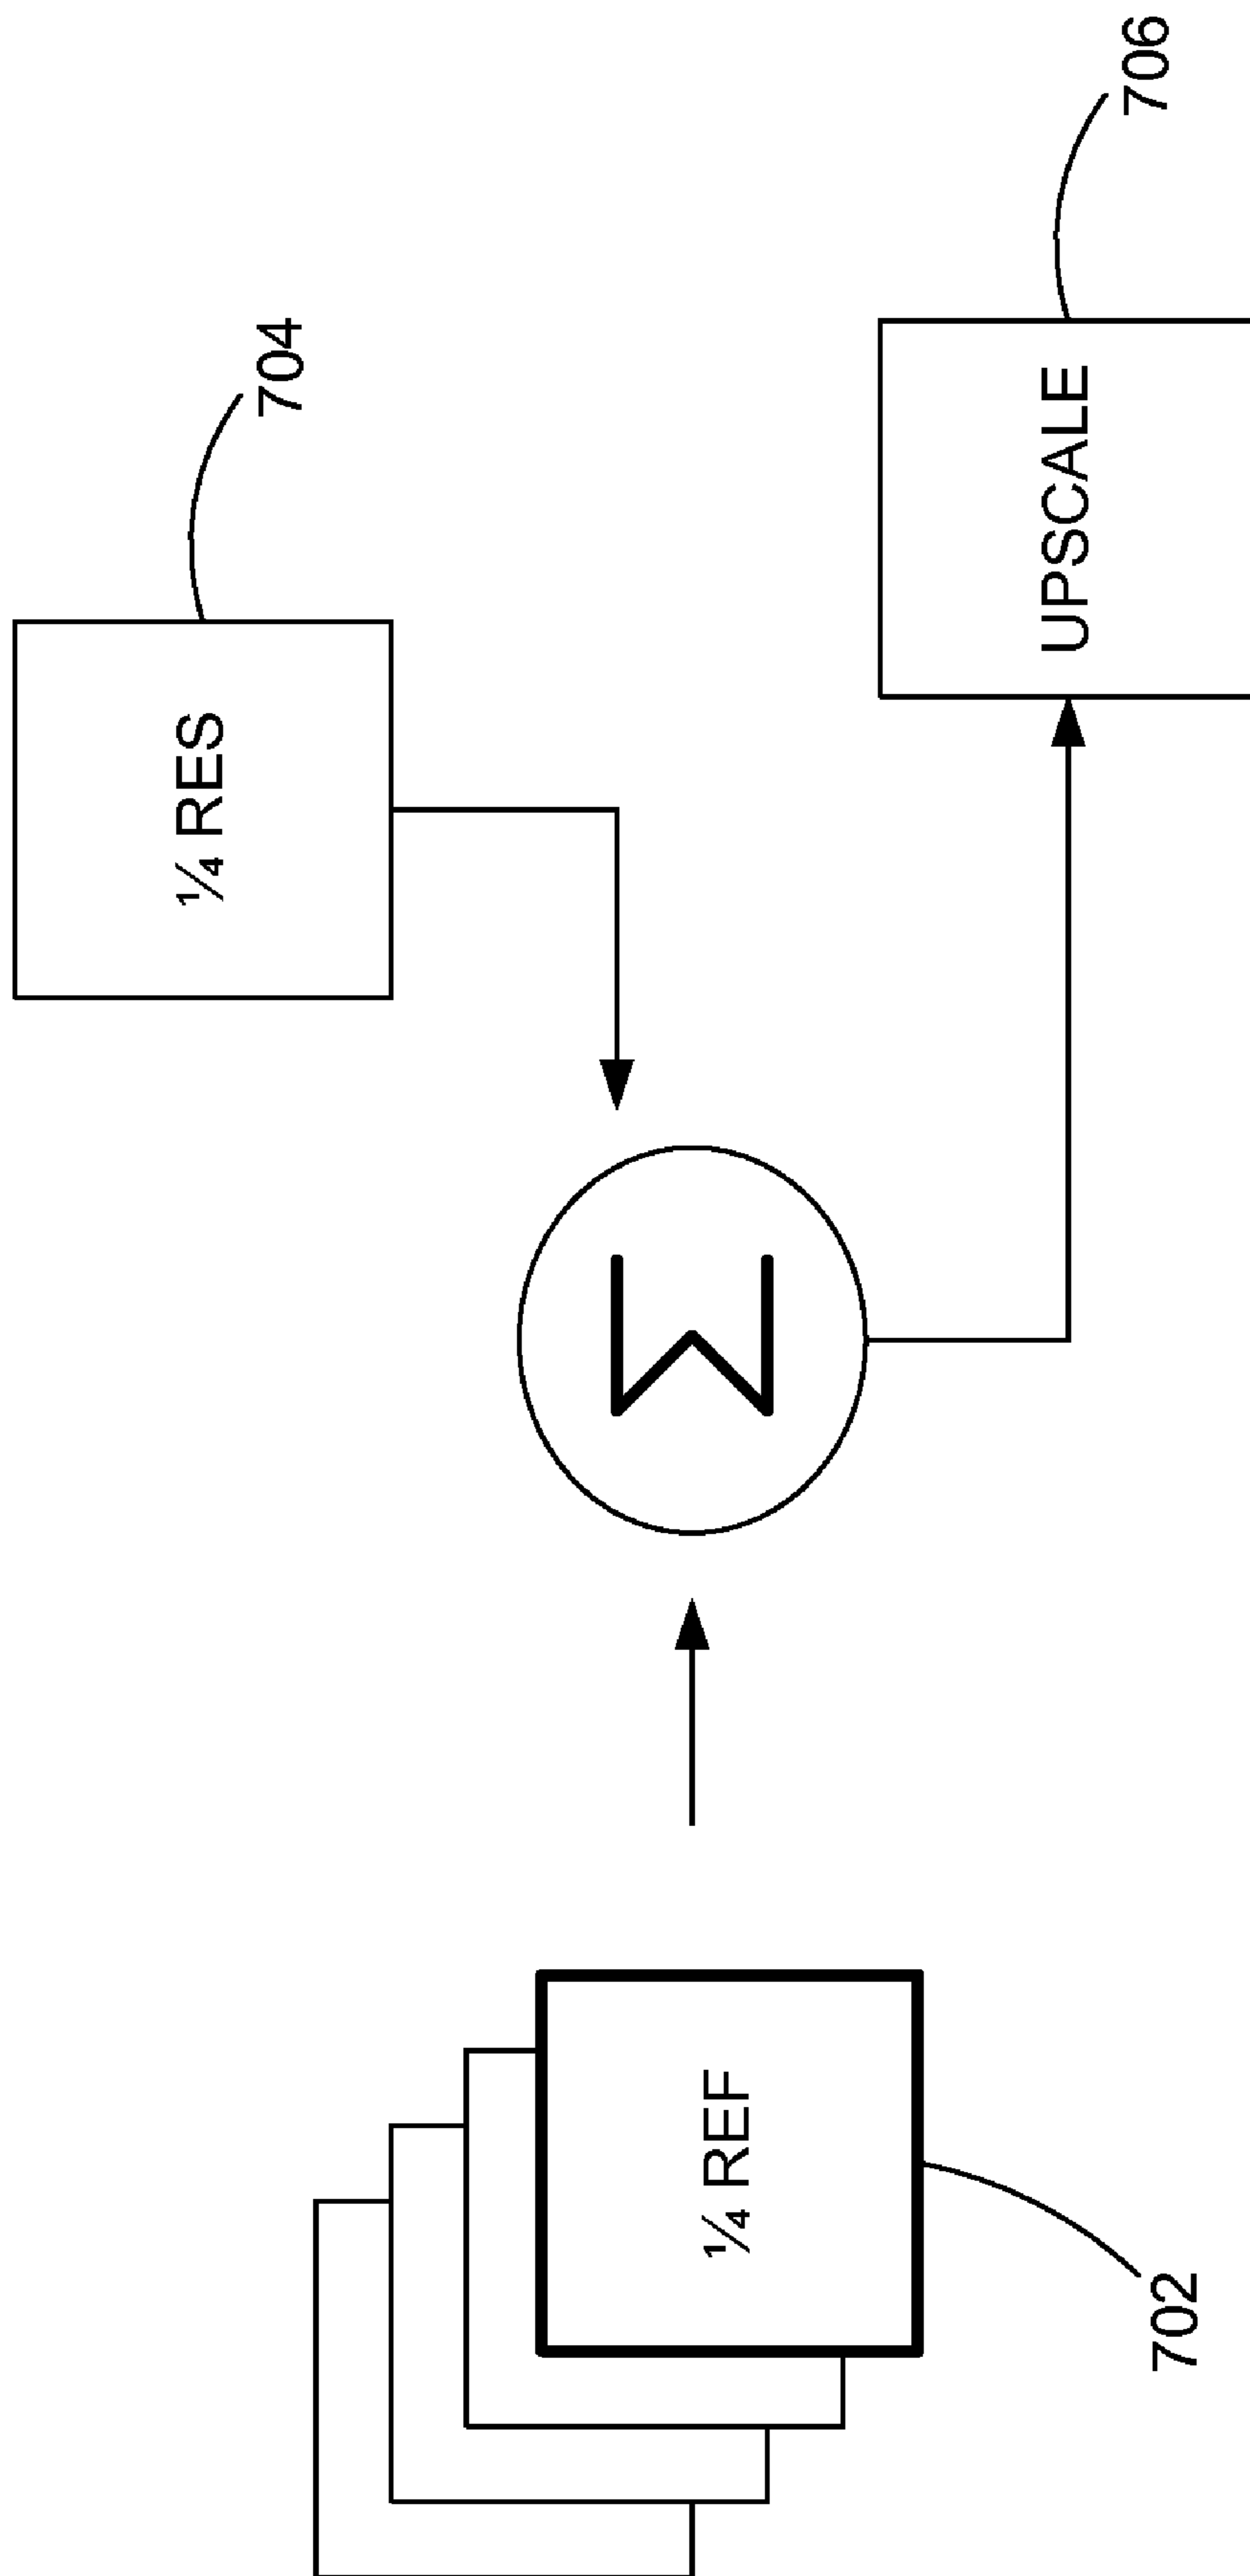 ¼ RES
704
Σ
¼ REF
UPSCALE
706
702